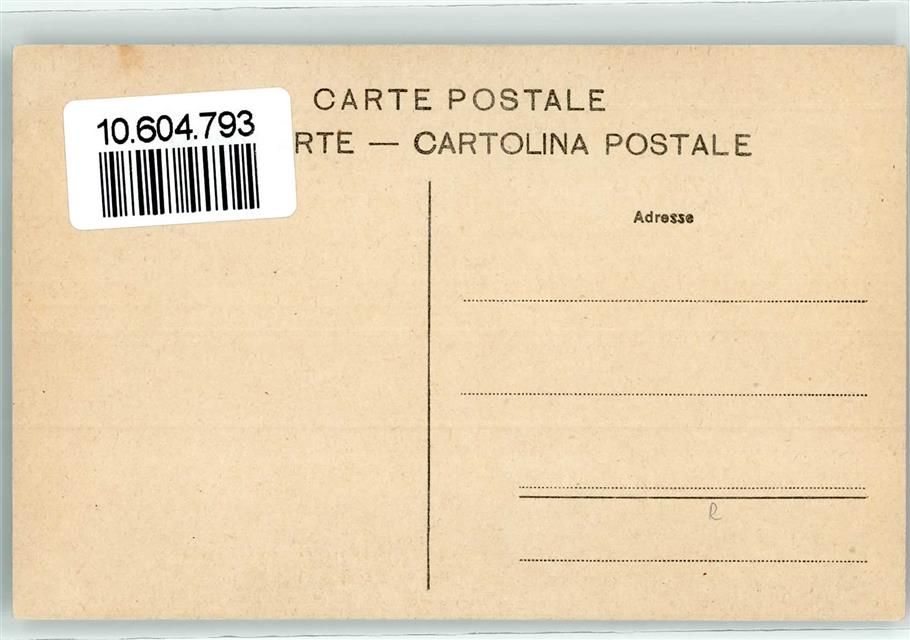 CARTE POSTALE
10.604.793
RTE — CARTOLINA POSTALE
Adresse
R